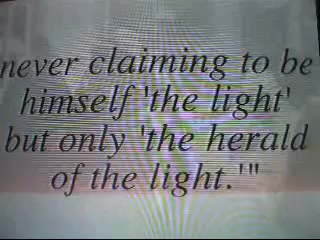 never claiming to be
himself 'the light'
but only 'the herald
of the light.'"